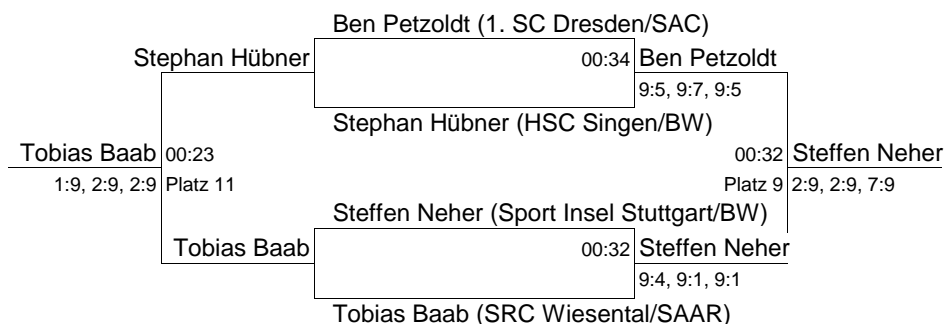 Ben Petzoldt (1. SC Dresden/SAC)
Stephan Hübner 00:34 Ben Petzoldt
9:5, 9:7, 9:5
Stephan Hübner (HSC Singen/BW)
Tobias Baab 00:23 00:32 Steffen Neher
1:9, 2:9, 2:9 Platz 11 Platz 9 2:9, 2:9, 7:9
Steffen Neher (Sport Insel Stuttgart/BW)
Tobias Baab 00:32 Steffen Neher
9:4, 9:1, 9:1
Tobias Baab (SRC Wiesental/SAAR)